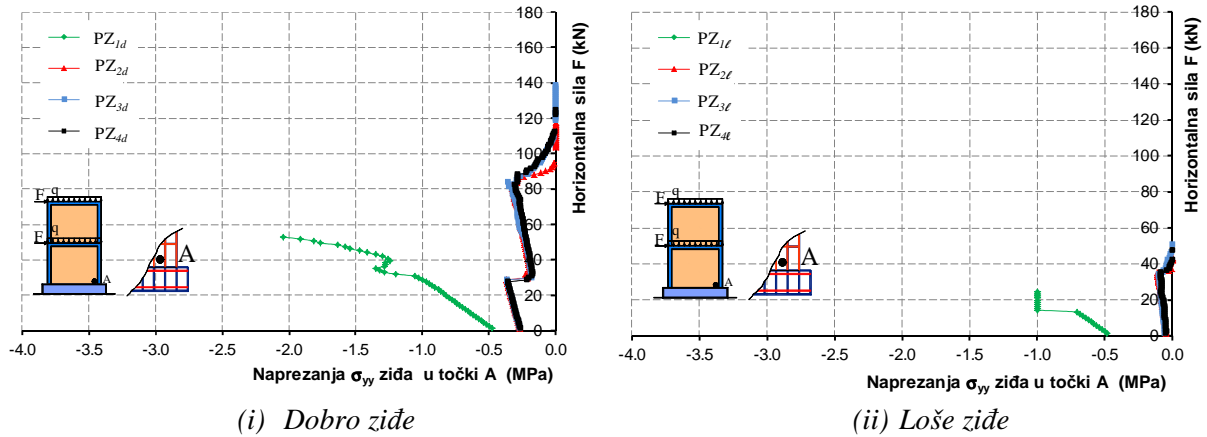 PZ1d
PZ2d
PZ3d
PZ4d
180
160
140
120
100
80
60
40
20
0
Horizontalna sila F (kN)
F q
F q
A
A
-4.0 -3.5 -3.0 -2.5 -2.0 -1.5 -1.0 -0.5 0.0
Naprezanja σyy ziđa u točki A (MPa)
(i) Dobro ziđe
PZ1ℓ
PZ2ℓ
PZ3ℓ
PZ4ℓ
180
160
140
120
100
80
60
40
20
0
Horizontalna sila F (kN)
F q
F q
A
A
-4.0 -3.5 -3.0 -2.5 -2.0 -1.5 -1.0 -0.5 0.0
Naprezanja σyy ziđa u točki A (MPa)
(ii) Loše ziđe